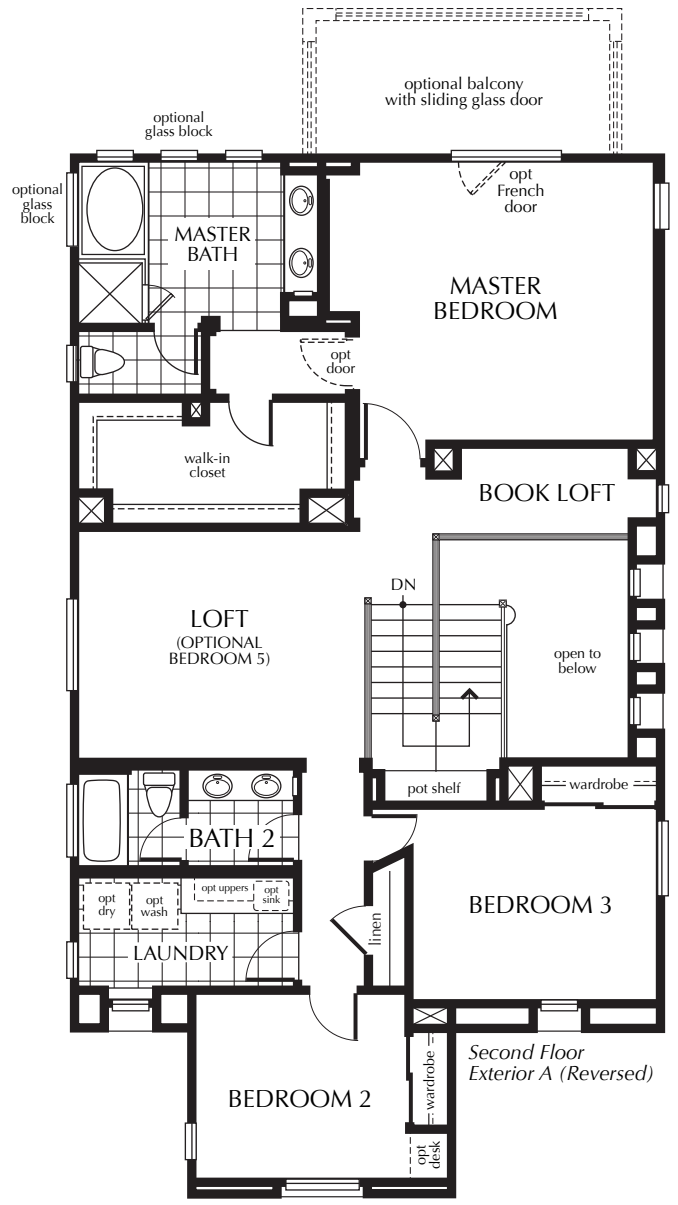 optional balcony
with sliding glass door
optional
glass block
optional
glass
block
opt
French
door
MASTER
BATH
MASTER
BEDROOM
opt
door
walk-in
closet
BOOK LOFT
DN
LOFT
(OPTIONAL
BEDROOM 5)
open to
below
pot shelf
wardrobe
BATH 2
opt
dry
opt
wash
opt uppers
opt
sink
BEDROOM 3
linen
LAUNDRY
Second Floor
Exterior A (Reversed)
wardrobe
BEDROOM 2
opt
desk